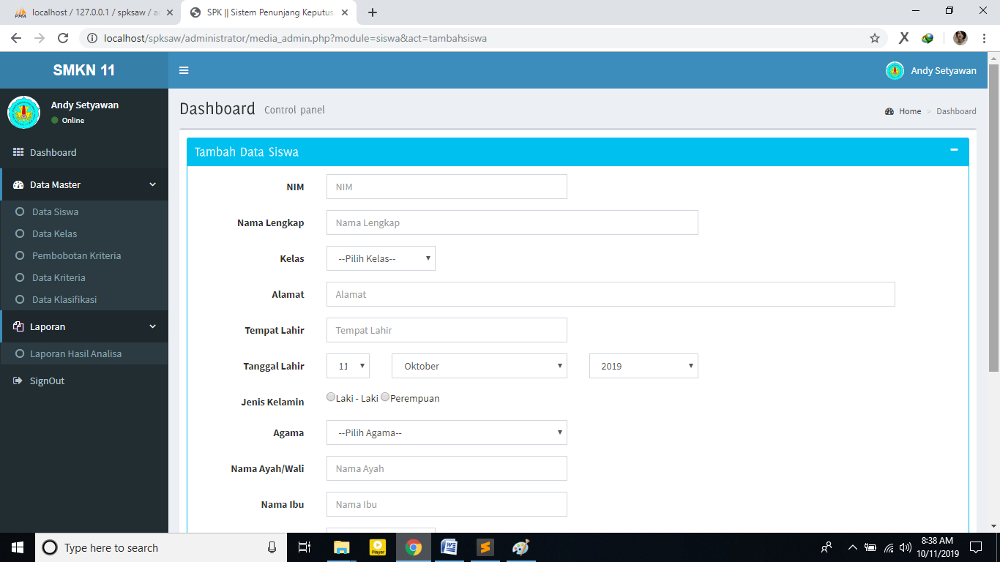 localhost / 127.0.0.1 / spksaw / a
SPK || Sistem Penunjang Keputus
localhost/spksaw/administrator/media_admin.php?module=siswa&act=tambahsiswa
SMKN 11
Andy Setyawan
Andy Setyawan
Online
Dashboard Control panel
Home > Dashboard
Dashboard
Data Master
Data Siswa
Data Kelas
Pembobotan Kriteria
Data Kriteria
Data Klasifikasi
Laporan
Laporan Hasil Analisa
SignOut
Tambah Data Siswa
NIM NIM
Nama Lengkap Nama Lengkap
Kelas --Pilih Kelas--
Alamat Alamat
Tempat Lahir Tempat Lahir
Tanggal Lahir 11 Oktober 2019
Jenis Kelamin Laki - Laki Perempuan
Agama --Pilih Agama--
Nama Ayah/Wali Nama Ayah
Nama Ibu Nama Ibu
Type here to search
8:38 AM
10/11/2019